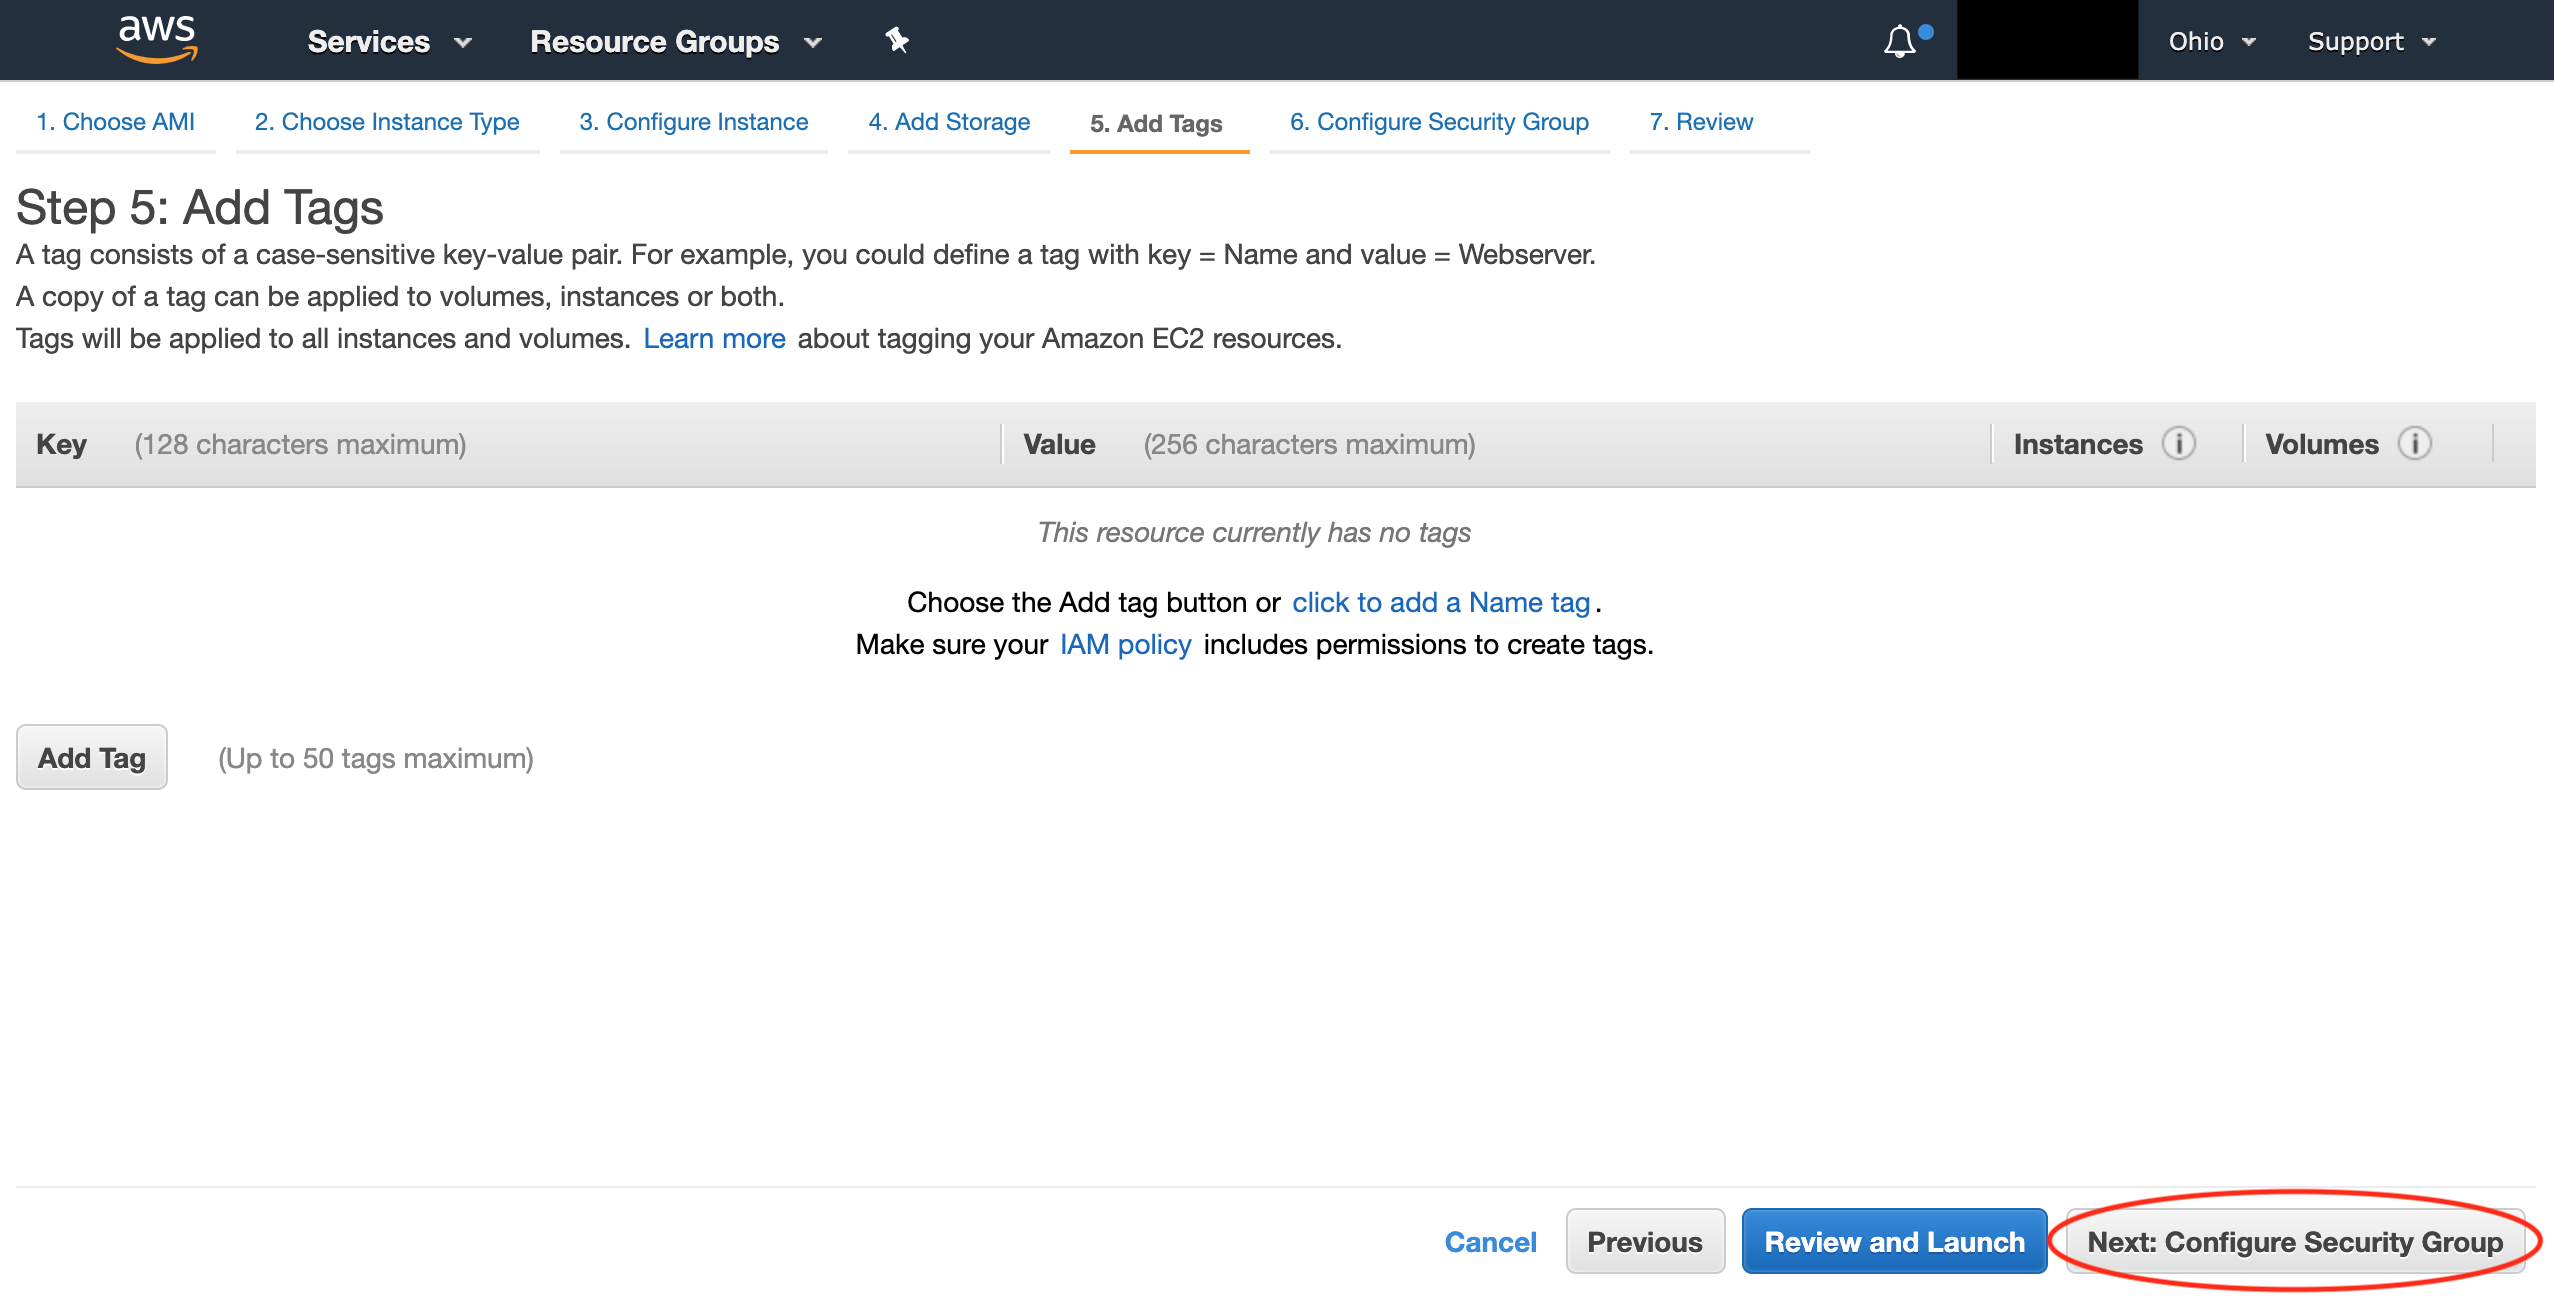 aws Services Resource Groups Ohio Support
1. Choose AMI 2. Choose Instance Type 3. Configure Instance 4. Add Storage 5. Add Tags 6. Configure Security Group 7. Review
Step 5: Add Tags
A tag consists of a case-sensitive key-value pair. For example, you could define a tag with key = Name and value = Webserver.
A copy of a tag can be applied to volumes, instances or both.
Tags will be applied to all instances and volumes. Learn more about tagging your Amazon EC2 resources.
Key (128 characters maximum) Value (256 characters maximum) Instances i Volumes i
This resource currently has no tags
Choose the Add tag button or click to add a Name tag.
Make sure your IAM policy includes permissions to create tags.
Add Tag (Up to 50 tags maximum)
Cancel Previous Review and Launch Next: Configure Security Group